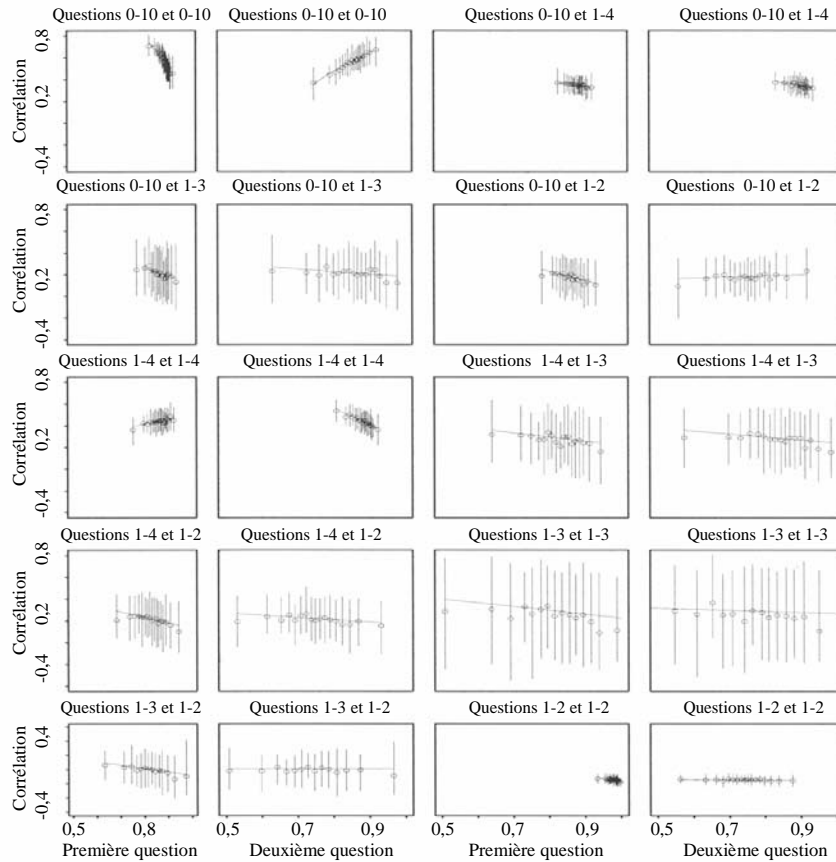 Questions 0-10 et 0-10 Questions 0-10 et 0-10 Questions 0-10 et 1-4 Questions 0-10 et 1-4
Corrélation
0,8
0,2
-0,4
Questions 0-10 et 1-3 Questions 0-10 et 1-3 Questions 0-10 et 1-2 Questions 0-10 et 1-2
Corrélation
0,8
0,2
-0,4
Questions 1-4 et 1-4 Questions 1-4 et 1-4 Questions 1-4 et 1-3 Questions 1-4 et 1-3
Corrélation
0,8
0,2
-0,4
Questions 1-4 et 1-2 Questions 1-4 et 1-2 Questions 1-3 et 1-3 Questions 1-3 et 1-3
Corrélation
0,8
0,2
-0,4
Questions 1-3 et 1-2 Questions 1-3 et 1-2 Questions 1-2 et 1-2 Questions 1-2 et 1-2
Corrélation
0,4
-0,4
0,5 0,8 0,5 0,7 0,9 0,5 0,7 0,9 0,5 0,7 0,9
Première question Deuxième question Première question Deuxième question